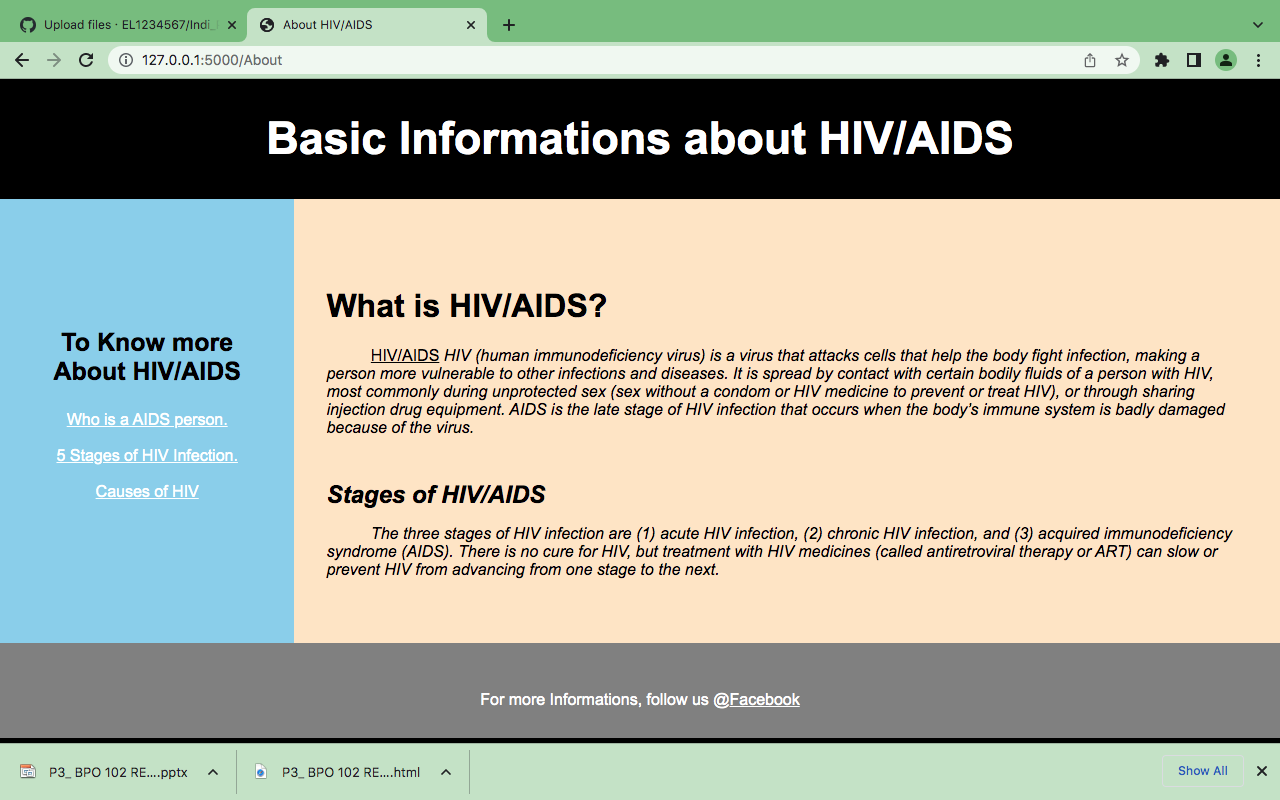 Upload files · EL1234567/Indi_
About HIV/AIDS
127.0.0.1:5000/About
Basic Informations about HIV/AIDS
To Know more
About HIV/AIDS
Who is a AIDS person.
5 Stages of HIV Infection.
Causes of HIV
What is HIV/AIDS?
HIV/AIDS HIV (human immunodeficiency virus) is a virus that attacks cells that help the body fight infection, making a
person more vulnerable to other infections and diseases. It is spread by contact with certain bodily fluids of a person with HIV,
most commonly during unprotected sex (sex without a condom or HIV medicine to prevent or treat HIV), or through sharing
injection drug equipment. AIDS is the late stage of HIV infection that occurs when the body’s immune system is badly damaged
because of the virus.
Stages of HIV/AIDS
The three stages of HIV infection are (1) acute HIV infection, (2) chronic HIV infection, and (3) acquired immunodeficiency
syndrome (AIDS). There is no cure for HIV, but treatment with HIV medicines (called antiretroviral therapy or ART) can slow or
prevent HIV from advancing from one stage to the next.
For more Informations, follow us @Facebook
P3_ BPO 102 RE....pptx
P3_ BPO 102 RE....html
Show All